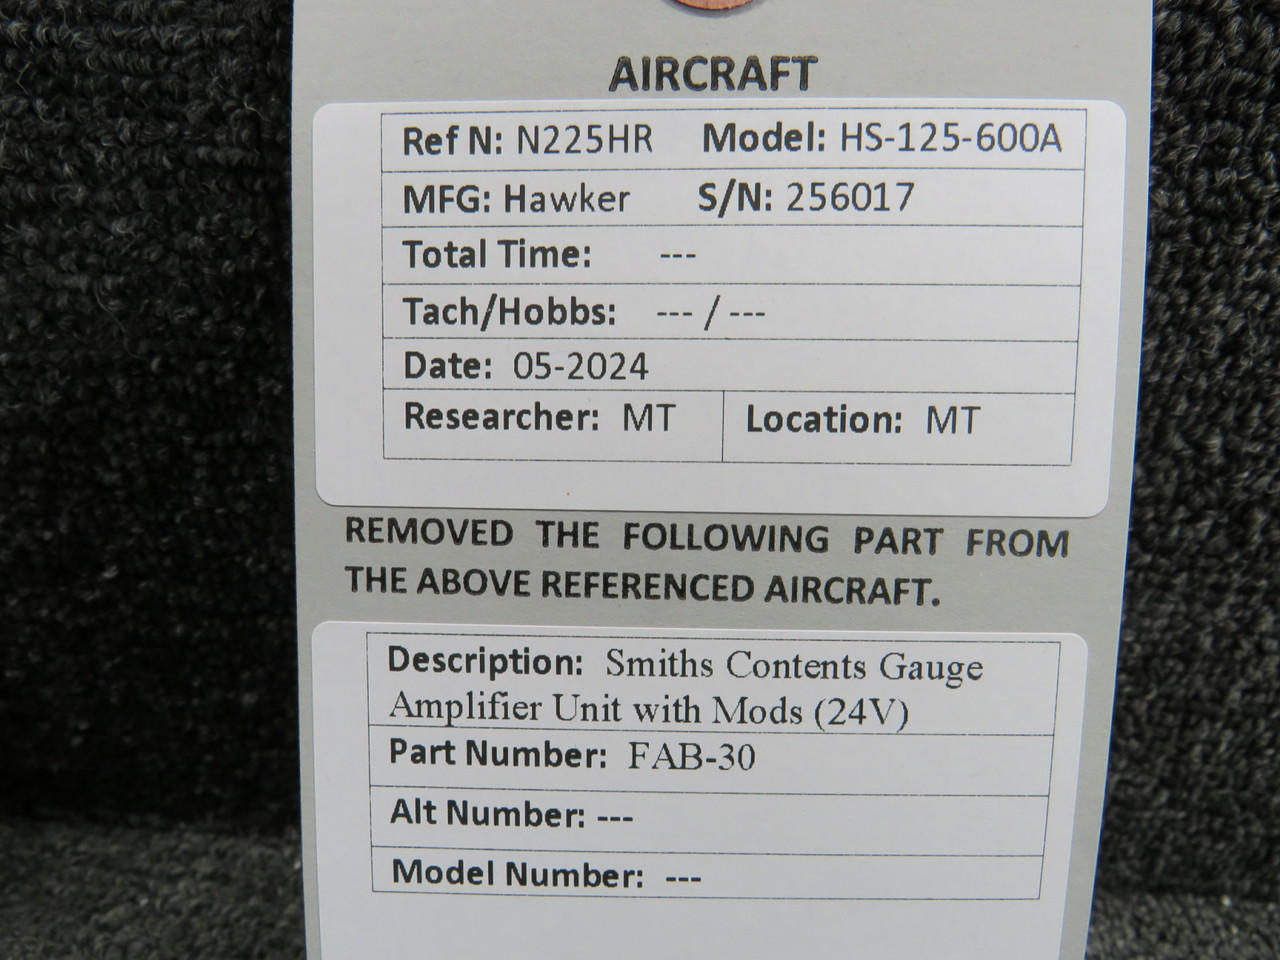 AIRCRAFT
Ref N: N225HR Model: HS-125-600A
MFG: Hawker S/N: 256017
Total Time: ---
Tach/Hobbs: --- / ---
Date: 05-2024
Researcher: MT Location: MT
REMOVED THE FOLLOWING PART FROM
THE ABOVE REFERENCED AIRCRAFT.
Description: Smiths Contents Gauge
Amplifier Unit with Mods (24V)
Part Number: FAB-30
Alt Number: ---
Model Number: ---